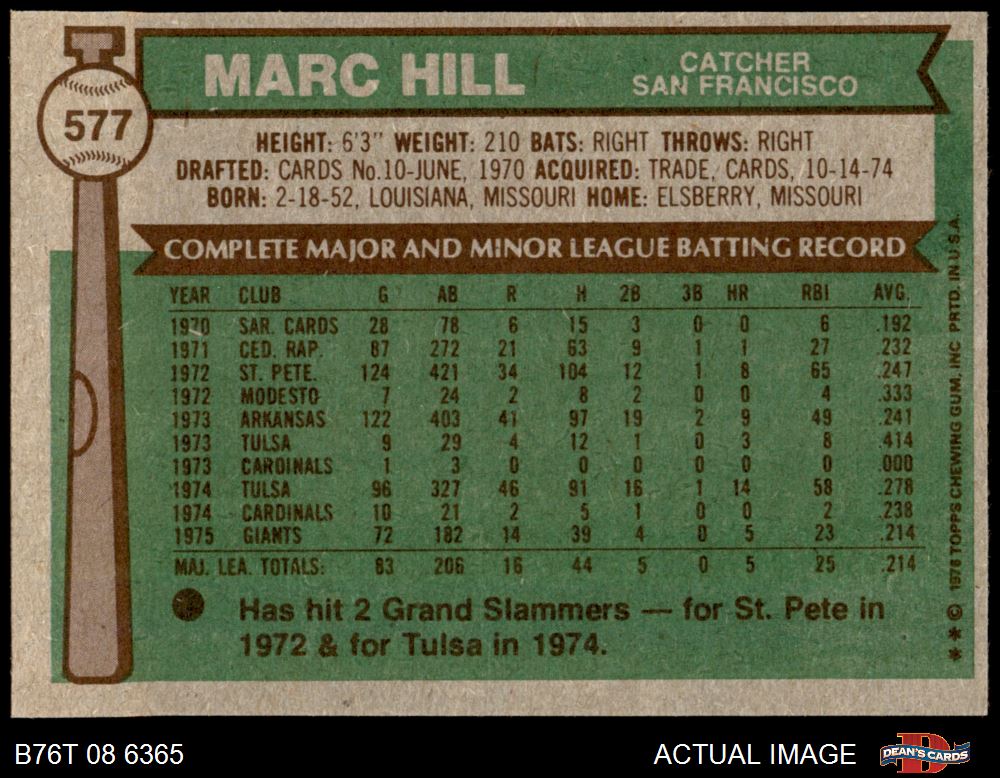 MARC HILL
CATCHER
SAN FRANCISCO
577
HEIGHT: 6'3" WEIGHT: 210 BATS: RIGHT THROWS: RIGHT
DRAFTED: CARDS No.10-JUNE, 1970 ACQUIRED: TRADE, CARDS, 10-14-74
BORN: 2-18-52, LOUISIANA, MISSOURI HOME: ELSBERRY, MISSOURI
COMPLETE MAJOR AND MINOR LEAGUE BATTING RECORD
YEAR CLUB G AB R H 2B 3B HR RBI AVG.
1970 SAR. CARDS 28 78 6 15 3 0 0 6 .192
1971 CED. RAP. 87 272 21 63 9 1 1 27 .232
1972 ST. PETE. 124 421 34 104 12 1 8 65 .247
1972 MODESTO 7 24 2 8 2 0 0 4 .333
1973 ARKANSAS 122 403 41 97 19 2 9 49 .241
1973 TULSA 9 29 4 12 1 0 3 8 .414
1973 CARDINALS 1 3 0 0 0 0 0 0 .000
1974 TULSA 96 327 46 91 16 1 14 58 .278
1974 CARDINALS 10 21 2 5 1 0 0 2 .238
1975 GIANTS 72 182 14 39 4 0 5 23 .214
MAJ. LEA. TOTALS: 83 206 16 44 5 0 5 25 .214
Has hit 2 Grand Slammers — for St. Pete in
1972 & for Tulsa in 1974.
* * © 1976 TOPPS CHEWING GUM, INC PRTD. IN U.S.A.
B76T 08 6365
ACTUAL IMAGE
DEAN'S CARDS